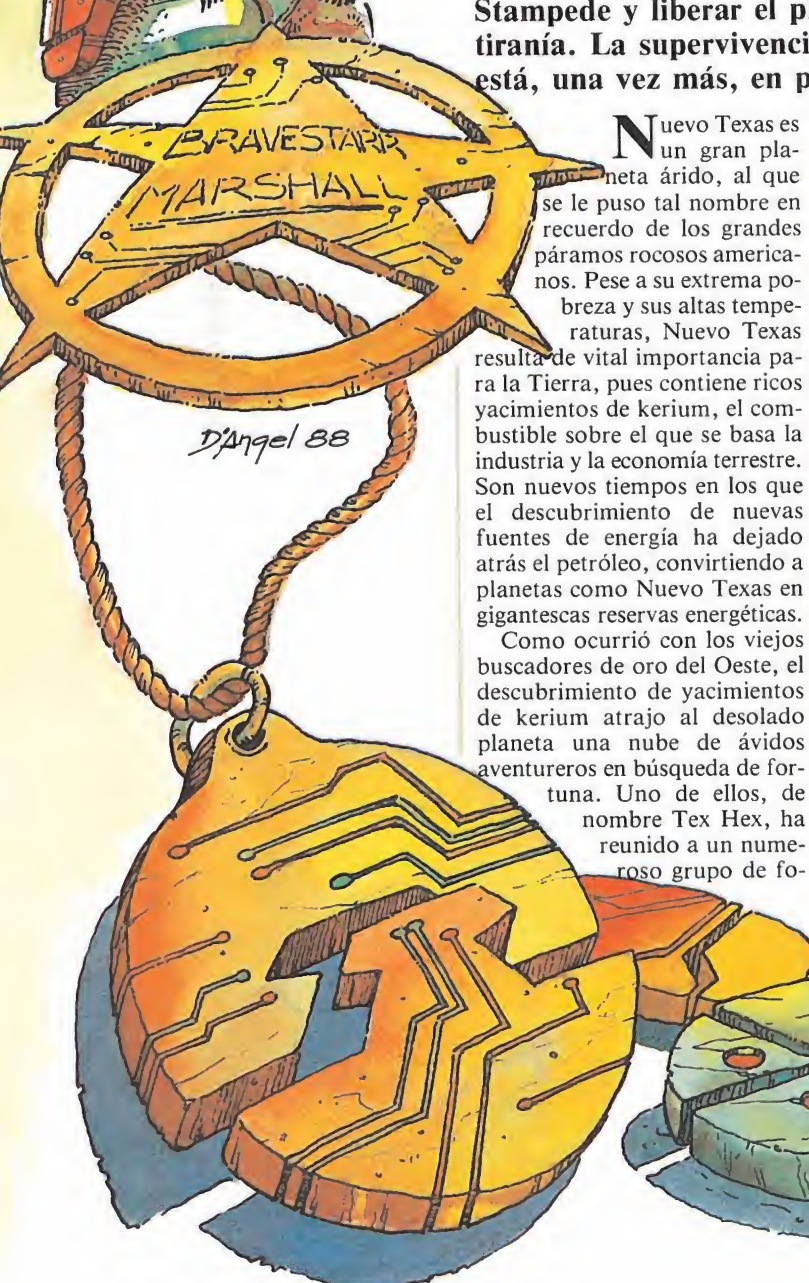 Stampede y liberar el p
tiranía. La supervivenci
está, una vez más, en p
BRAVESTARR
MARSHALL
D'Angel 88
Nuevo Texas es
un gran pla-
neta árido, al que
se le puso tal nombre en
recuerdo de los grandes
páramos rocosos america-
nos. Pese a su extrema po-
breza y sus altas tempe-
raturas, Nuevo Texas
resulta de vital importancia pa-
ra la Tierra, pues contiene ricos
yacimientos de kerium, el com-
bustible sobre el que se basa la
industria y la economía terrestre.
Son nuevos tiempos en los que
el descubrimiento de nuevas
fuentes de energía ha dejado
atrás el petróleo, convirtiendo a
planetas como Nuevo Texas en
gigantescas reservas energéticas.
Como ocurrió con los viejos
buscadores de oro del Oeste, el
descubrimiento de yacimientos
de kerium atrajo al desolado
planeta una nube de ávidos
aventureros en búsqueda de for-
tuna. Uno de ellos, de
nombre Tex Hex, ha
reunido a un nume-
roso grupo de fo-